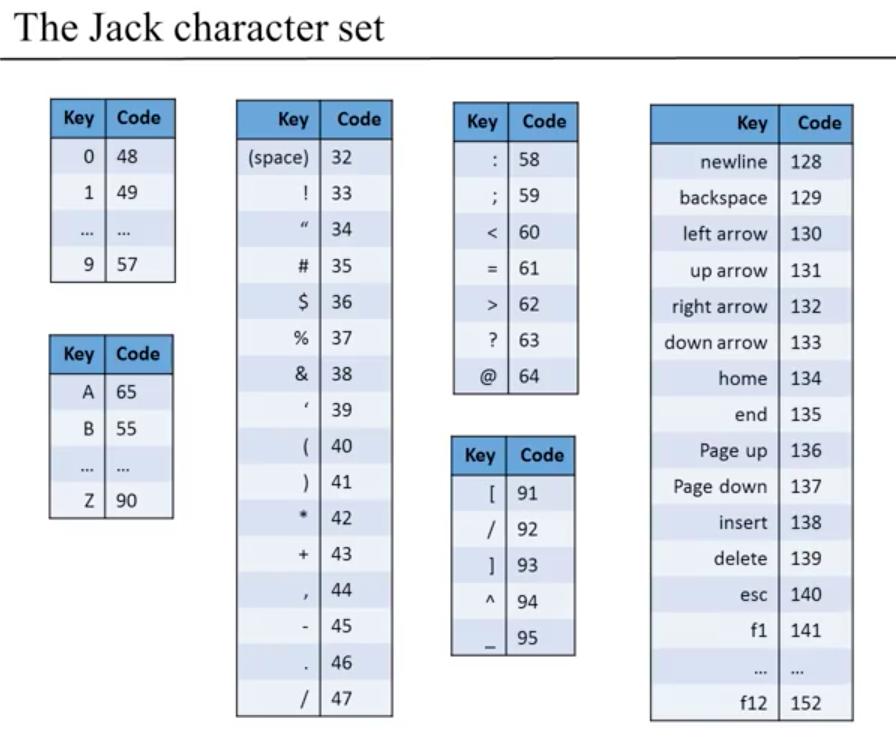 The Jack character set
Key Code
0 48
1 49
... ...
9 57
Key Code
A 65
B 55
... ...
Z 90
Key Code
(space) 32
! 33
“ 34
# 35
$ 36
% 37
& 38
‘ 39
( 40
) 41
* 42
+ 43
, 44
- 45
. 46
/ 47
Key Code
: 58
; 59
< 60
= 61
> 62
? 63
@ 64
Key Code
[ 91
/ 92
] 93
^ 94
_ 95
Key Code
newline 128
backspace 129
left arrow 130
up arrow 131
right arrow 132
down arrow 133
home 134
end 135
Page up 136
Page down 137
insert 138
delete 139
esc 140
f1 141
... ...
f12 152